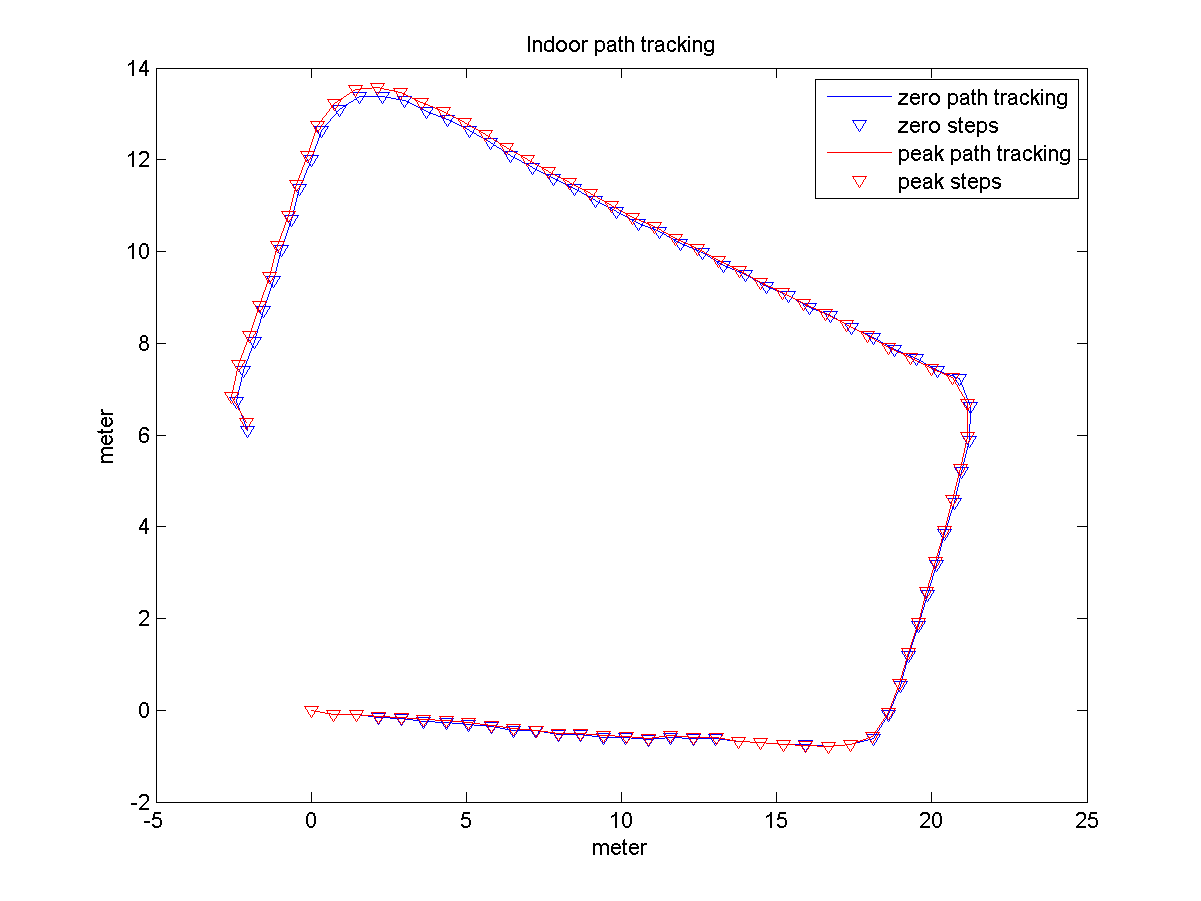 Indoor path tracking
zero path tracking
zero steps
peak path tracking
peak steps
14
12
10
8
6
4
2
0
-2
meter
-5 0 5 10 15 20 25
meter